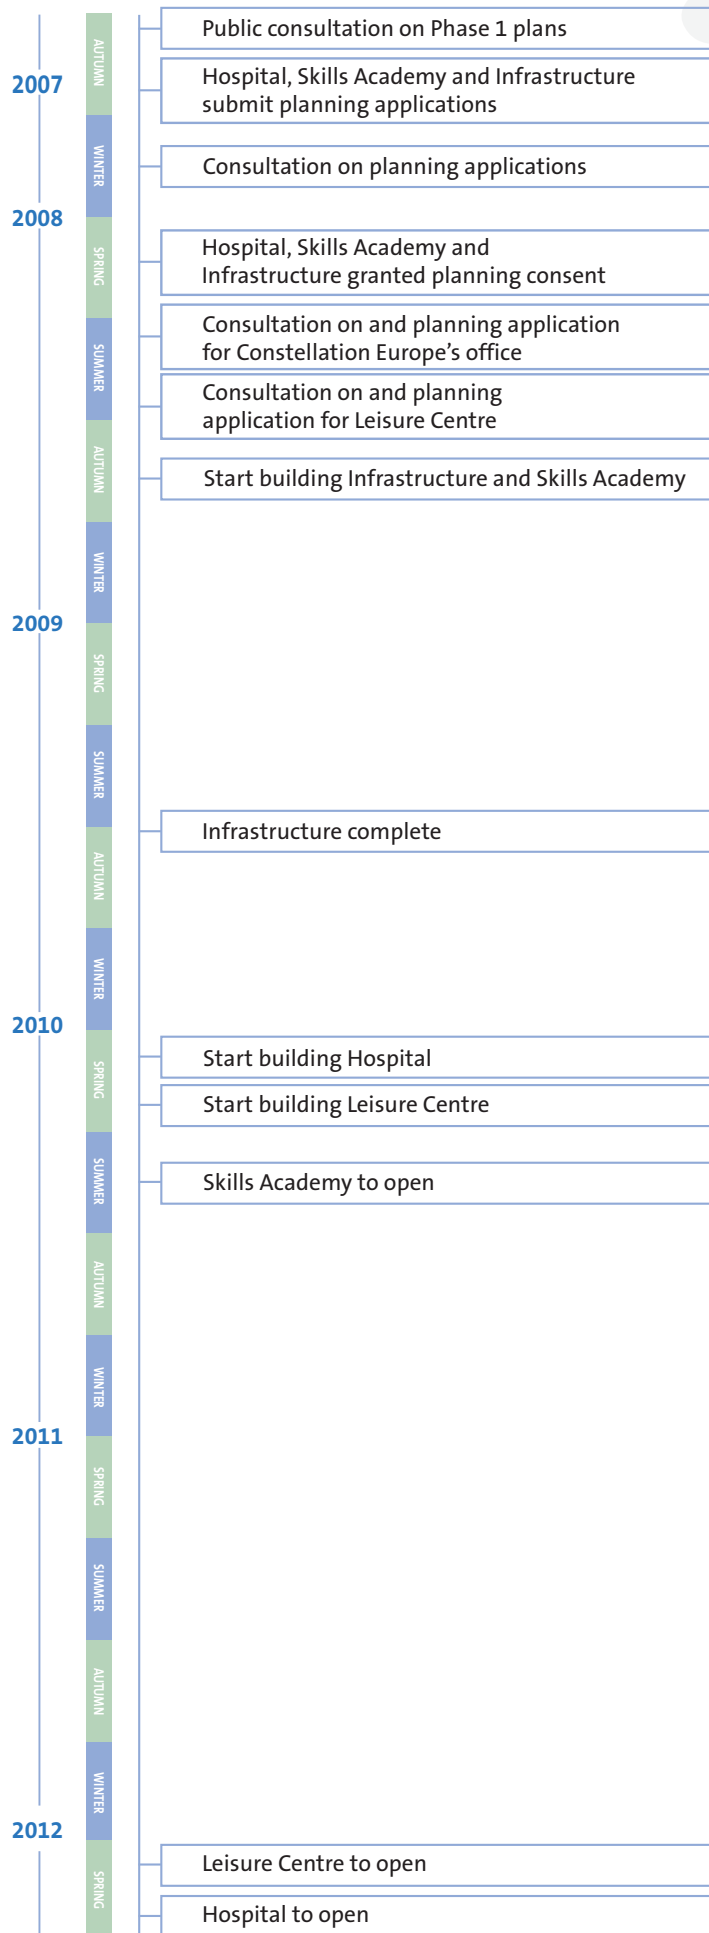 Public consultation on Phase 1 plans
AUTUMN
2007
Hospital, Skills Academy and Infrastructure
submit planning applications
WINTER
Consultation on planning applications
2008
SPRING
Hospital, Skills Academy and
Infrastructure granted planning consent
Consultation on and planning application
for Constellation Europe’s office
SUMMER
Consultation on and planning
application for Leisure Centre
AUTUMN
Start building Infrastructure and Skills Academy
WINTER
2009
SPRING
SUMMER
Infrastructure complete
AUTUMN
WINTER
2010
Start building Hospital
SPRING
Start building Leisure Centre
SUMMER
Skills Academy to open
AUTUMN
WINTER
2011
SPRING
SUMMER
AUTUMN
WINTER
2012
Leisure Centre to open
SPRING
Hospital to open